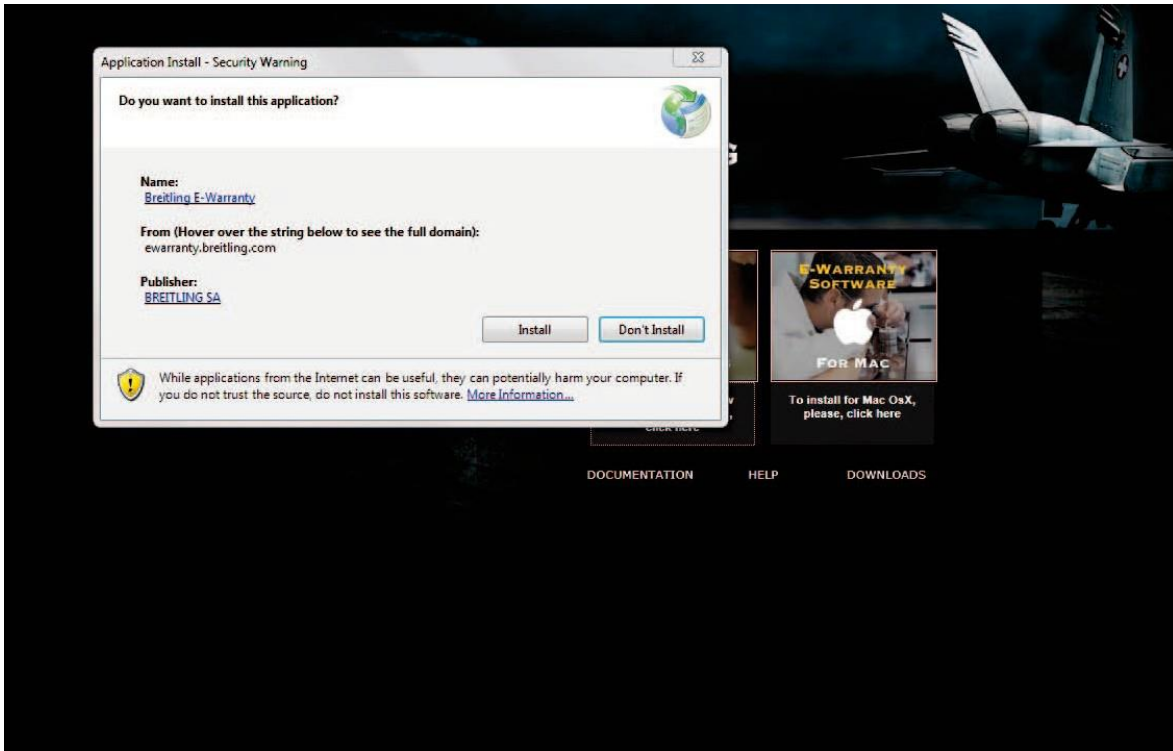 Application Install - Security Warning
Do you want to install this application?
Name:
Breitling E-Warranty
From (Hover over the string below to see the full domain):
ewarranty.breitling.com
Publisher:
BREITLING SA
Install
Don't Install
While applications from the Internet can be useful, they can potentially harm your computer. If
you do not trust the source, do not install this software. More Information...
G
E-WARRANTY
SOFTWARE
FOR MAC
To install for Mac OsX,
please, click here
click here
DOCUMENTATION
HELP
DOWNLOADS